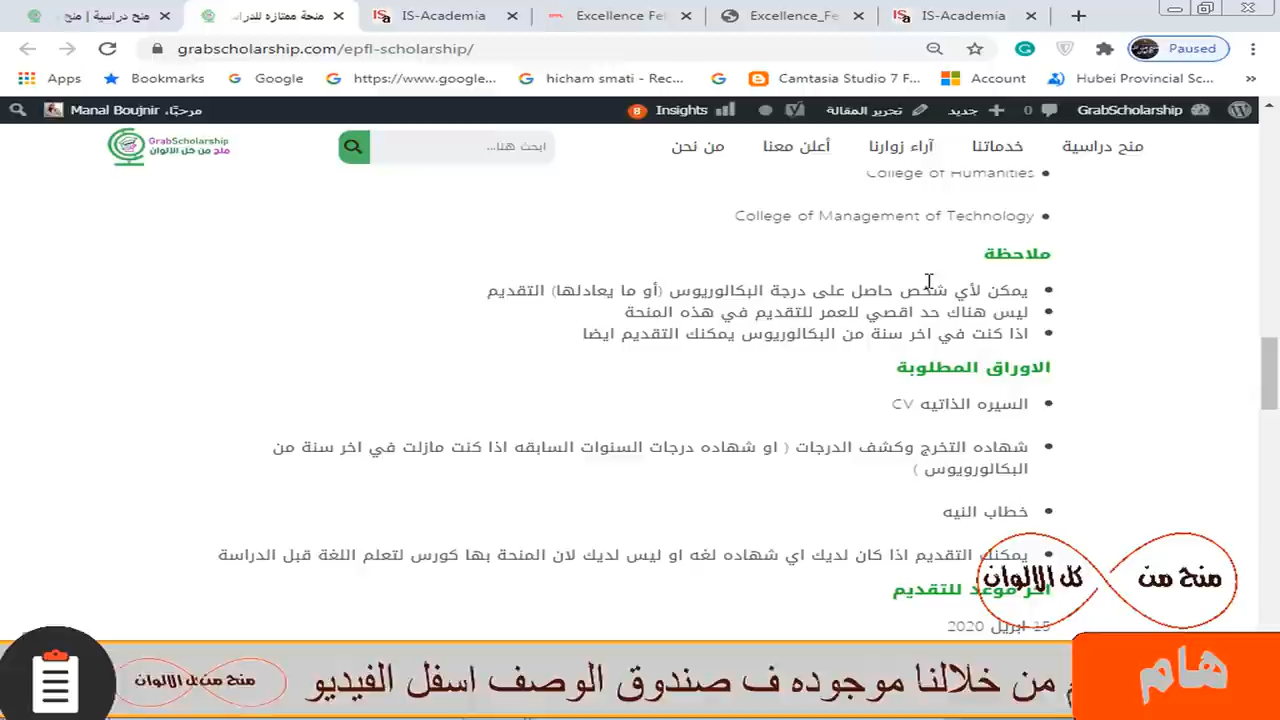 منح دراسية | منح
منحة ممتازه للدرا
IS-Academia
Excellence Fel
Excellence_Fe
IS-Academia
grabscholarship.com/epfl-scholarship/
Paused
Apps
Bookmarks
Google
https://www.google...
hicham smati - Rec...
Camtasia Studio 7 F...
Account
Hubei Provincial Sc...
»
GrabScholarship
0
جديد
تحرير المقالة
Insights
8
مرحبًا، Manal Boujnir
GrabScholarship
منح من كل الألوان
منح دراسية
خدماتنا
آراء زوارنا
أعلن معنا
من نحن
ابحث هنا...
College of Humanities
College of Management of Technology
ملاحظة
يمكن لأي شخص حاصل على درجة البكالوريوس (أو ما يعادلها) التقديم
ليس هناك حد اقصي للعمر للتقديم في هذه المنحة
اذا كنت في اخر سنة من البكالوريوس يمكنك التقديم ايضا
الاوراق المطلوبة
السيره الذاتيه CV
شهاده التخرج وكشف الدرجات ( او شهاده درجات السنوات السابقه اذا كنت مازلت في اخر سنة من
البكالورويوس )
خطاب النيه
يمكنك التقديم اذا كان لديك اي شهاده لغه او ليس لديك لان المنحة بها كورس لتعلم اللغة قبل الدراسة
اخر موعد للتقديم
15 ابريل 2020
منح من كل الالوان
هام
م من خلالنا موجوده ف صندوق الوصف اسفل الفيديو
منح من كل الالوان